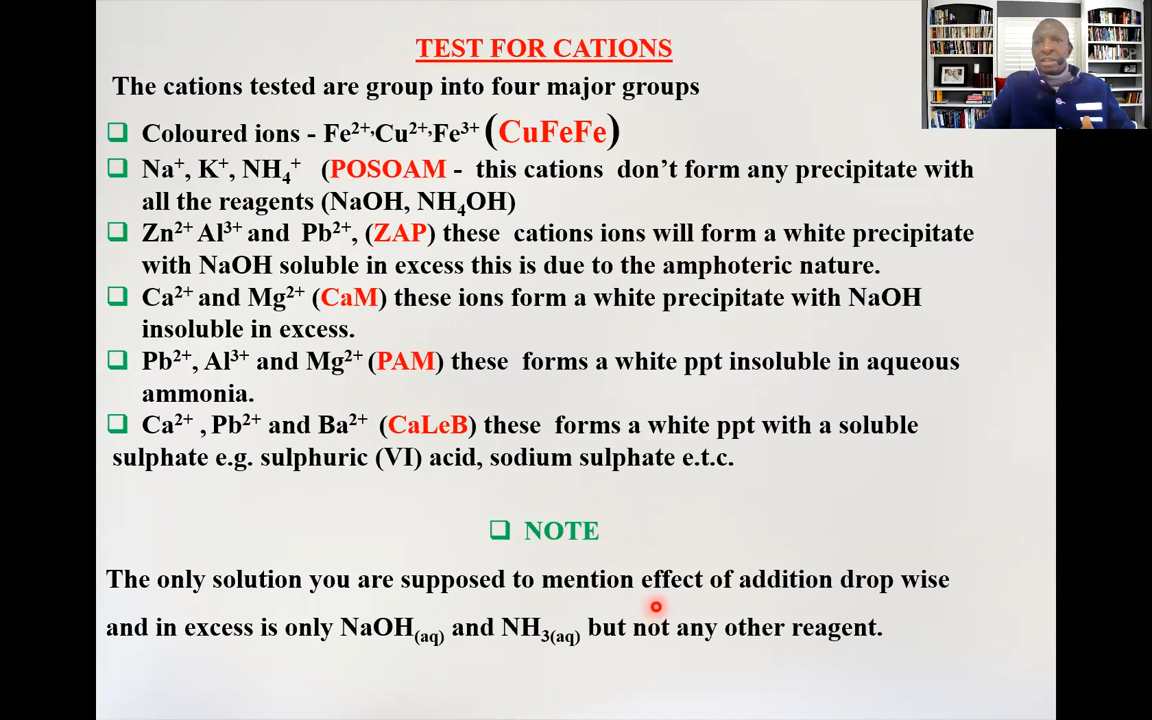 TEST FOR CATIONS
The cations tested are group into four major groups
❑ Coloured ions - Fe²⁺,Cu²⁺,Fe³⁺ (CuFeFe)
❑ Na⁺, K⁺, NH₄⁺ (POSOAM - this cations don't form any precipitate with
all the reagents (NaOH, NH₄OH)
❑ Zn²⁺ Al³⁺ and Pb²⁺, (ZAP) these cations ions will form a white precipitate
with NaOH soluble in excess this is due to the amphoteric nature.
❑ Ca²⁺ and Mg²⁺ (CaM) these ions form a white precipitate with NaOH
insoluble in excess.
❑ Pb²⁺, Al³⁺ and Mg²⁺ (PAM) these forms a white ppt insoluble in aqueous
ammonia.
❑ Ca²⁺ , Pb²⁺ and Ba²⁺ (CaLeB) these forms a white ppt with a soluble
sulphate e.g. sulphuric (VI) acid, sodium sulphate e.t.c.
❑ NOTE
The only solution you are supposed to mention effect of addition drop wise
and in excess is only NaOH₍aq₎ and NH₃₍aq₎ but not any other reagent.